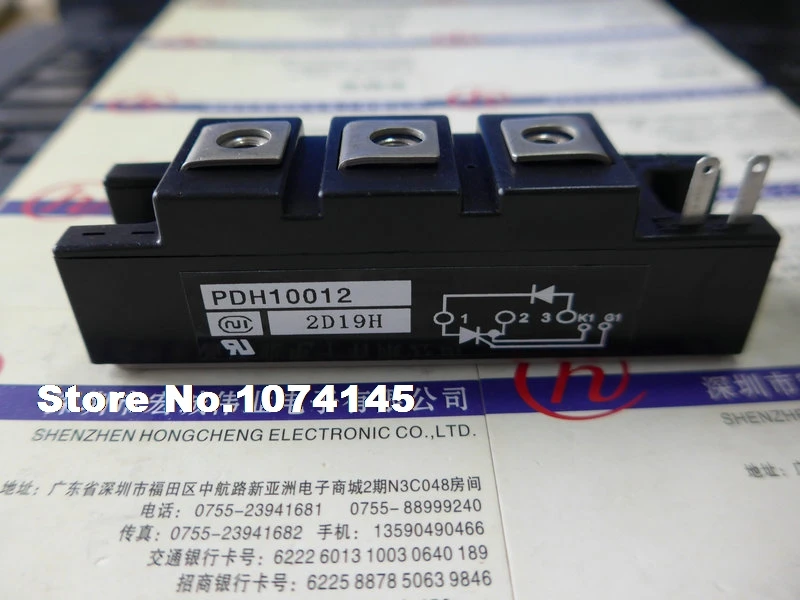 PDH10012
2D19H
1 2 3 K1 G1
Store No.1074145
深圳市
SHENZHEN HONGCHENG ELECTRONIC CO.,LTD.
SHENZHEN
地址：广东省深圳市福田区中航路新亚洲电子商城2期N3C048房间
电话：0755-23941681 0755-88999240
传真：0755-23941682 手机：13590490466
交通银行卡号：6222 6013 1003 0640 189
招商银行卡号：6225 8878 5063 9846
地址：